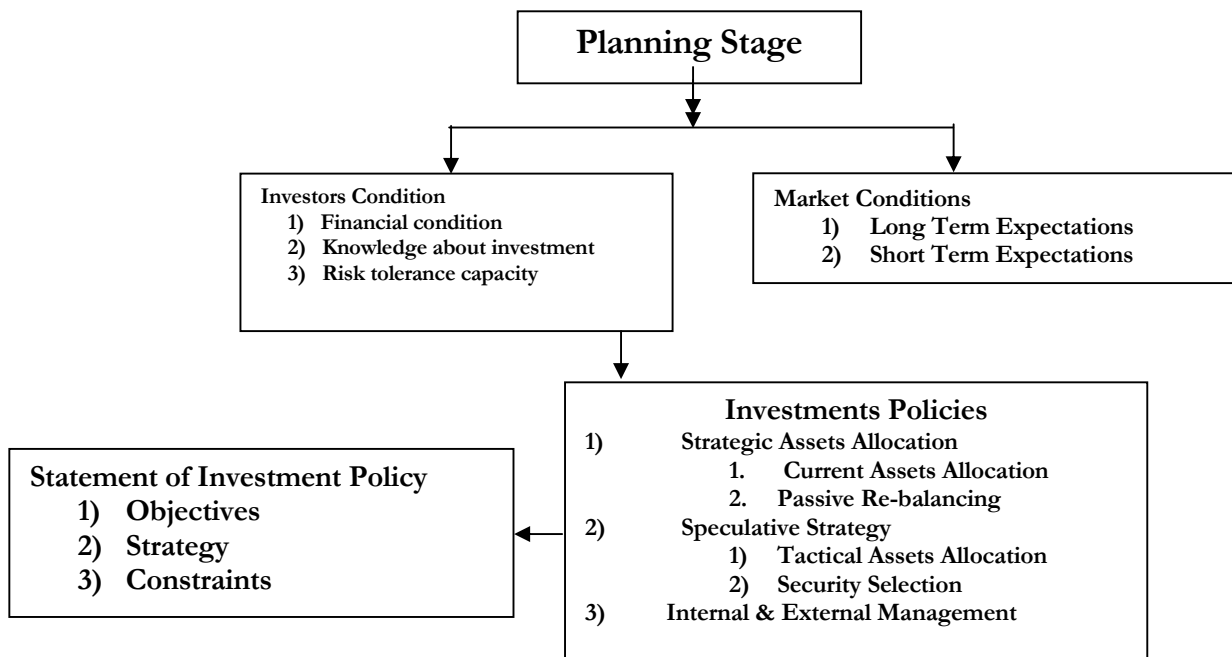 Planning Stage
Investors Condition
1) Financial condition
2) Knowledge about investment
3) Risk tolerance capacity
Market Conditions
1) Long Term Expectations
2) Short Term Expectations
Investments Policies
1) Strategic Assets Allocation
1. Current Assets Allocation
2. Passive Re-balancing
2) Speculative Strategy
1) Tactical Assets Allocation
2) Security Selection
3) Internal & External Management
Statement of Investment Policy
1) Objectives
2) Strategy
3) Constraints